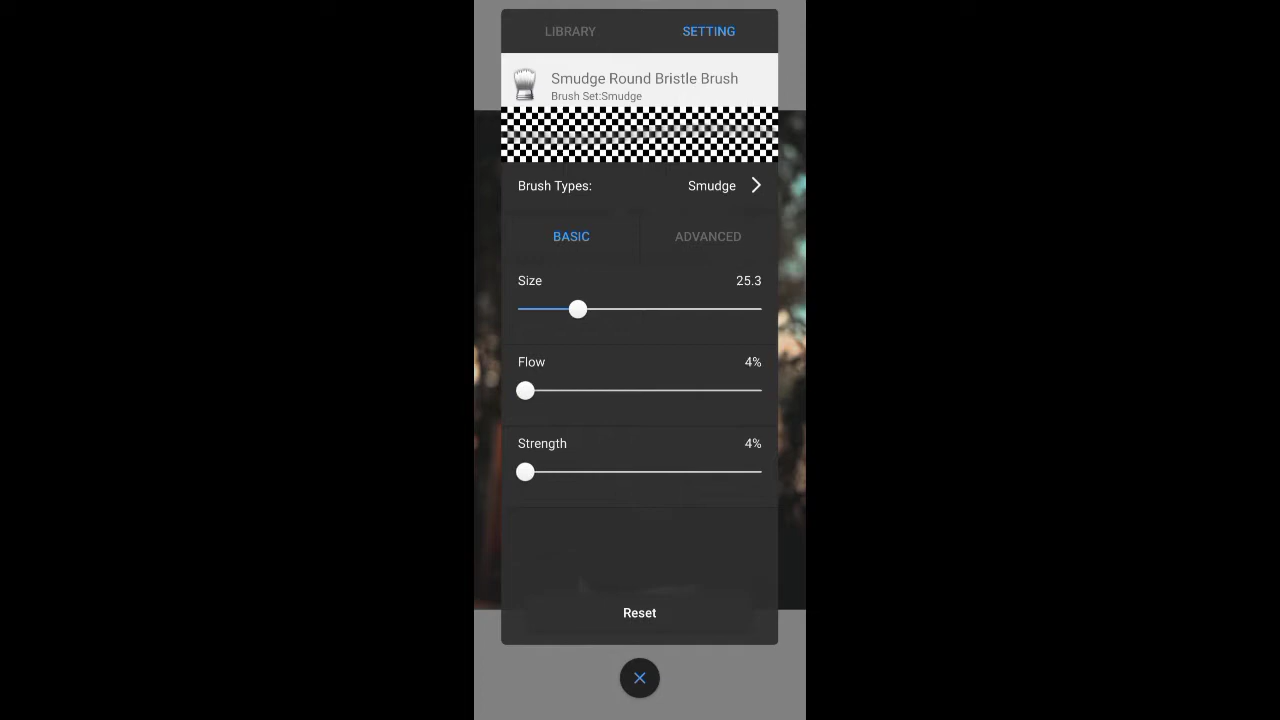 LIBRARY SETTING
Smudge Round Bristle Brush
Brush Set:Smudge
Brush Types: Smudge
BASIC ADVANCED
Size 25.3
Flow 4%
Strength 4%
Reset